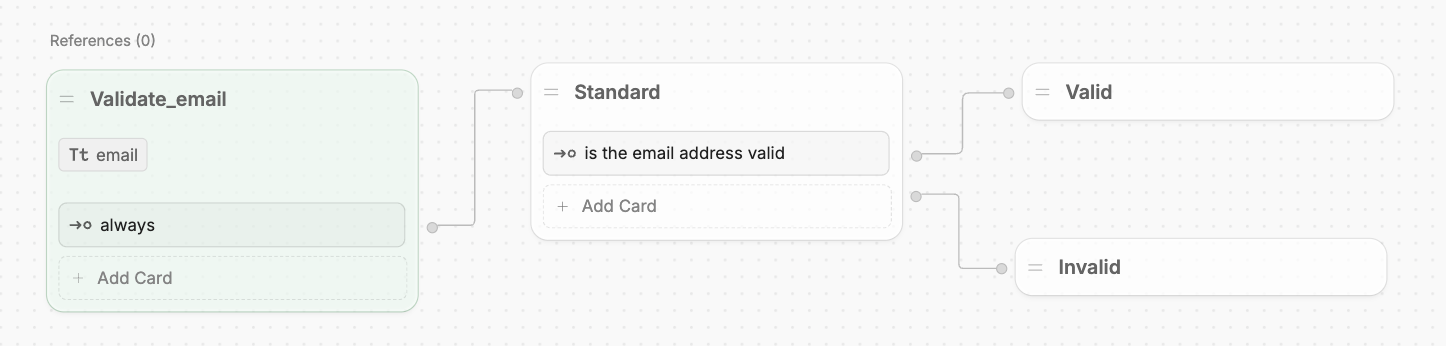 References (0)
Validate_email
Tt email
always
Add Card
Standard
is the email address valid
Add Card
Valid
Invalid